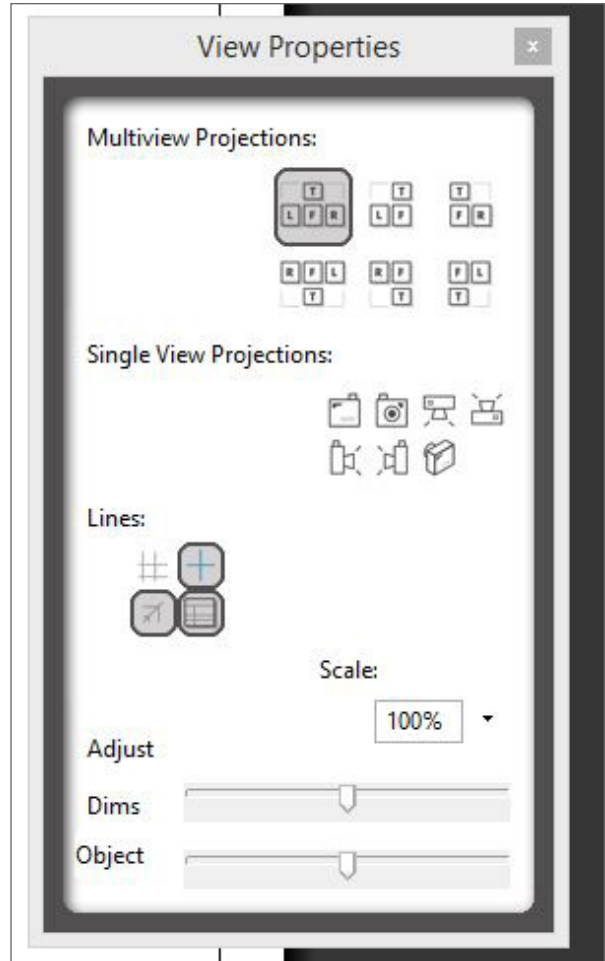 View Properties
x
Multiview Projections:
T T T
L F R L F F R
R F L R F F L
T T T
Single View Projections:
Lines:
Scale:
100%
Adjust
Dims
Object